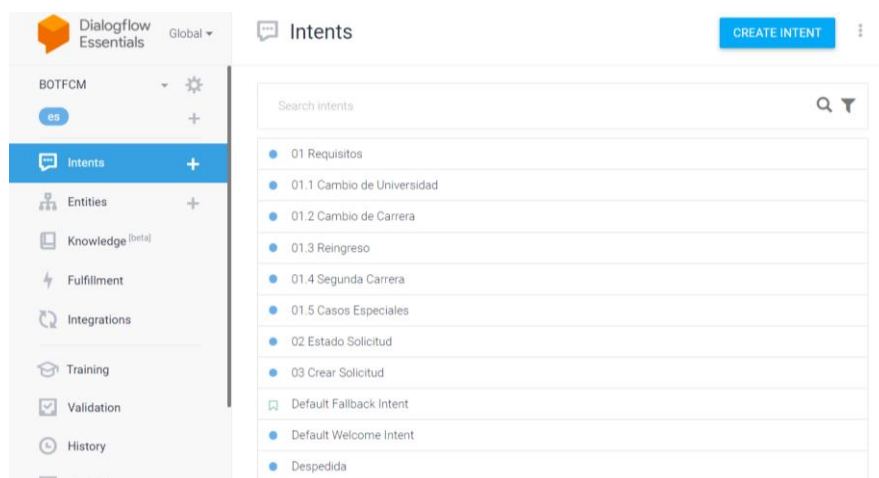 Dialogflow
Essentials
Global
BOTFCM
es
Intents
Entities
Knowledge [beta]
Fulfillment
Integrations
Training
Validation
History
Intents
CREATE INTENT
Search intents
01 Requisitos
01.1 Cambio de Universidad
01.2 Cambio de Carrera
01.3 Reingreso
01.4 Segunda Carrera
01.5 Casos Especiales
02 Estado Solicitud
03 Crear Solicitud
Default Fallback Intent
Default Welcome Intent
Despedida